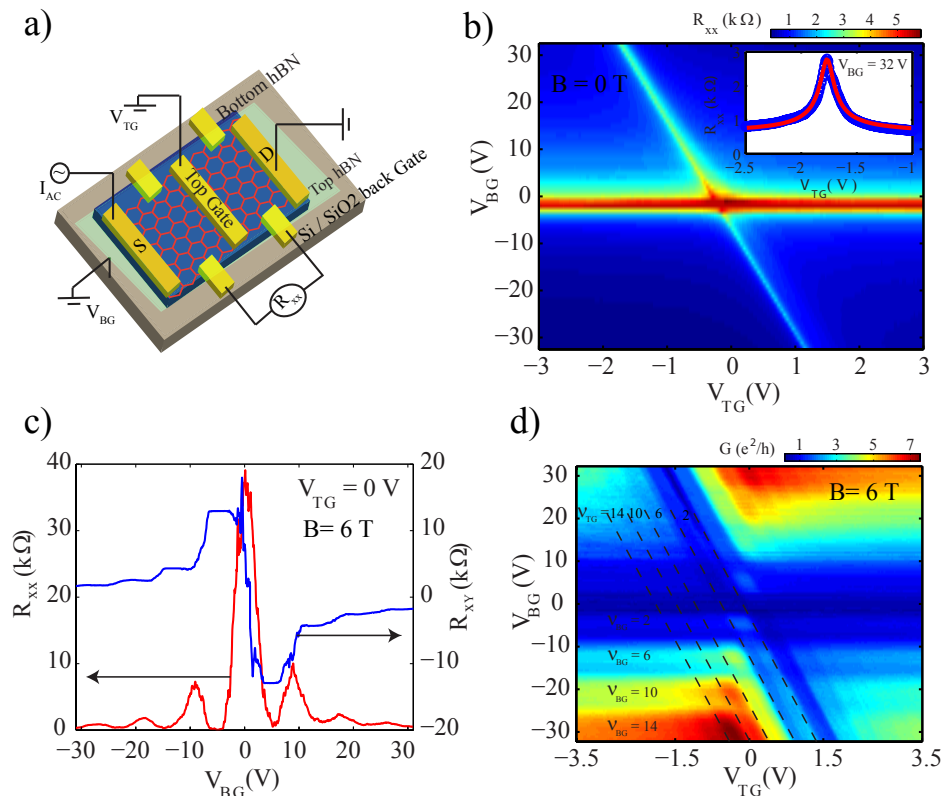 a)
V_TG
Bottom hBN
I_AC
D
Top Gate
Top hBN
S
Si / SiO2 back Gate
R_xx
V_BG
b)
R_xx (k Ω)
1 2 3 4 5
B= 0 T
V_BG = 32 V
R_xx (k Ω)
1
0
−2.5 −2 −1.5 −1
V_TG (V)
V_BG (V)
30
20
10
0
−10
−20
−30
−3 −2 −1 0 1 2 3
V_TG (V)
c)
V_TG = 0 V
B= 6 T
R_xx (k Ω)
40
30
20
10
0
R_XY (k Ω)
20
10
0
−10
−20
−30 −20 −10 0 10 20 30
V_BG (V)
d)
G (e²/h)
1 3 5 7
B= 6 T
ν_TG = 14 10 6 2
ν_BG = 6
ν_BG = 10
ν_BG = 14
V_BG (V)
30
20
10
0
−10
−20
−30
−3.5 −1.5 0 1.5 3.5
V_TG (V)